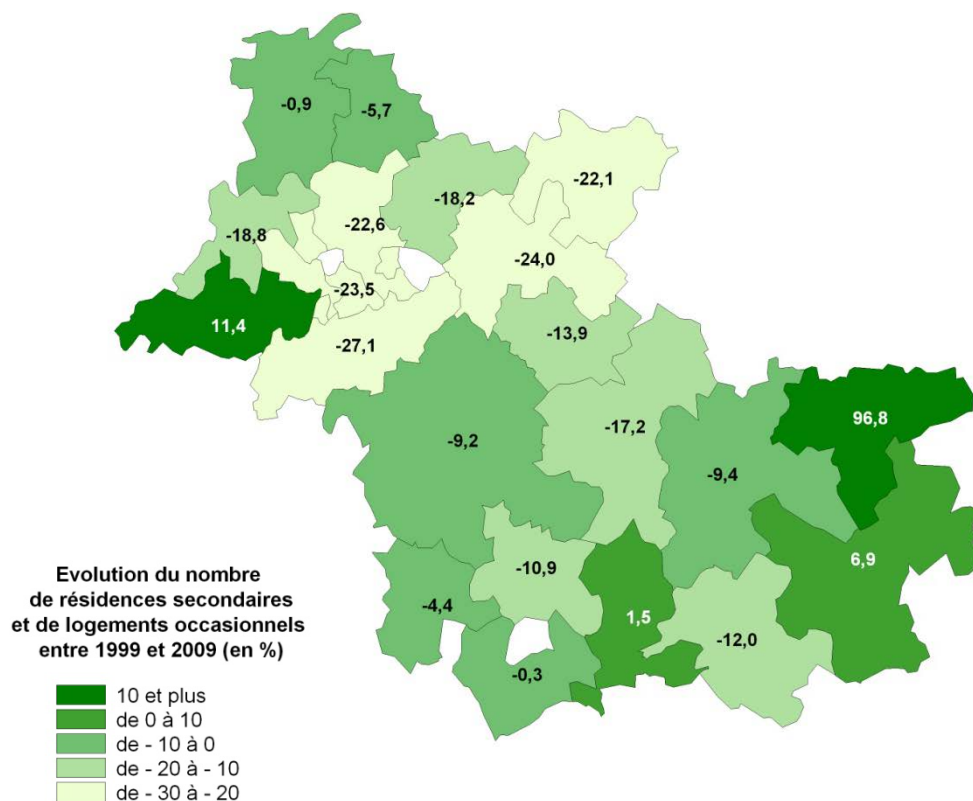 -0,9
-5,7
-22,1
-18,2
-22,6
-18,8
-24,0
-23,5
11,4
-13,9
-27,1
96,8
-17,2
-9,2
-9,4
6,9
-10,9
-4,4
1,5
-12,0
-0,3
Evolution du nombre
de résidences secondaires
et de logements occasionnels
entre 1999 et 2009 (en %)
10 et plus
de 0 à 10
de - 10 à 0
de - 20 à - 10
de - 30 à - 20